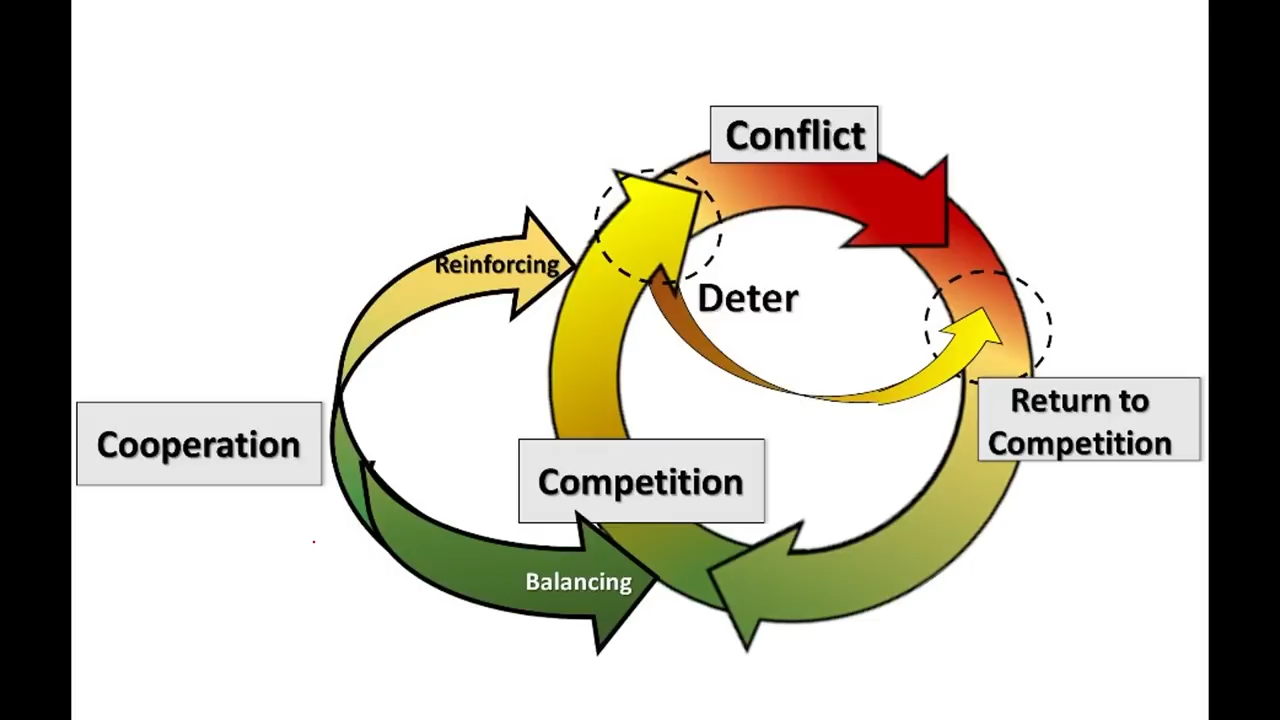 Conflict
Reinforcing
Deter
Return to
Competition
Cooperation
Competition
Balancing